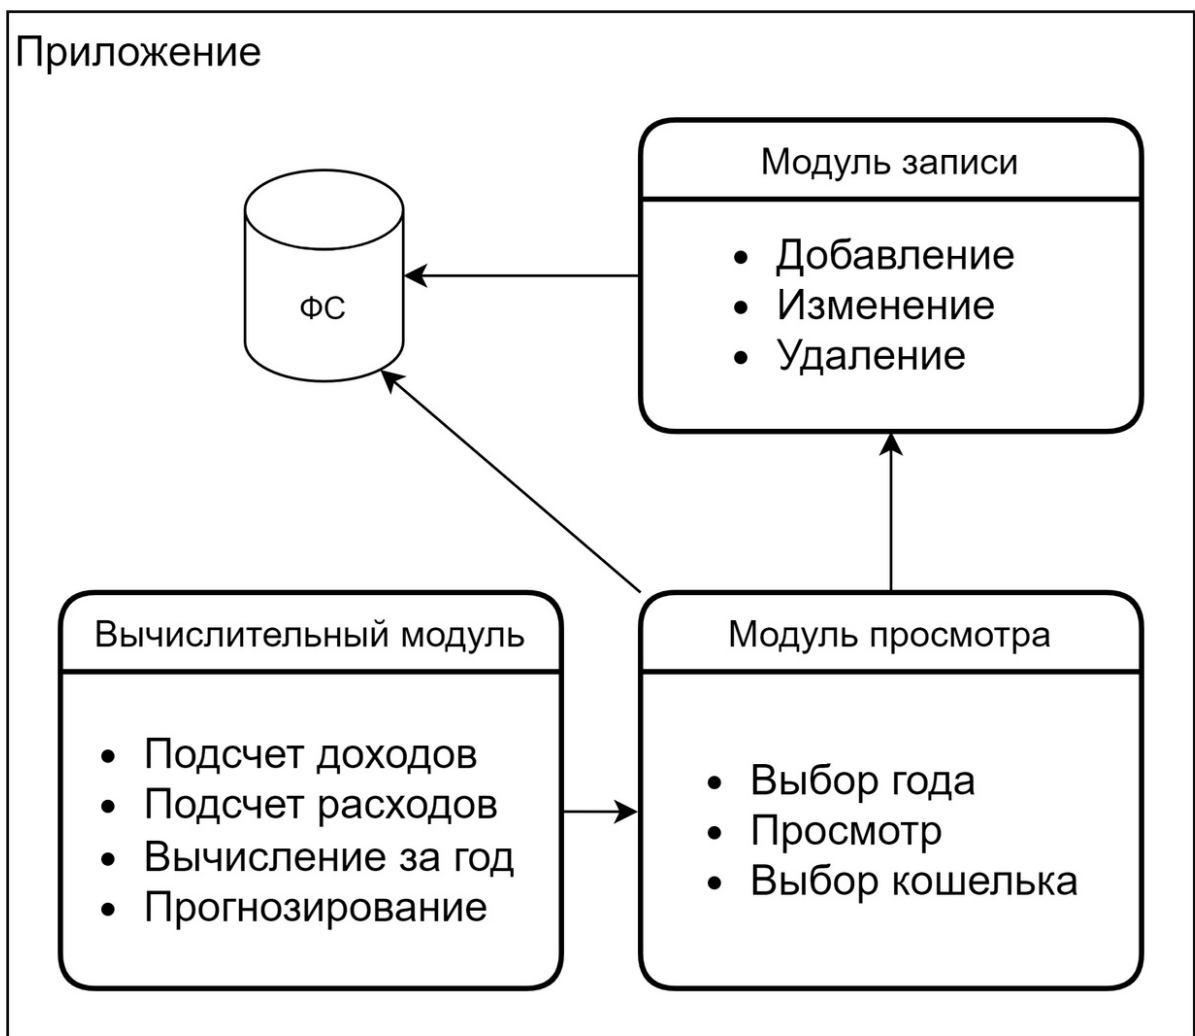 Приложение
Модуль записи
• Добавление
• Изменение
• Удаление
ФС
Вычислительный модуль
• Подсчет доходов
• Подсчет расходов
• Вычисление за год
• Прогнозирование
Модуль просмотра
• Выбор года
• Просмотр
• Выбор кошелька